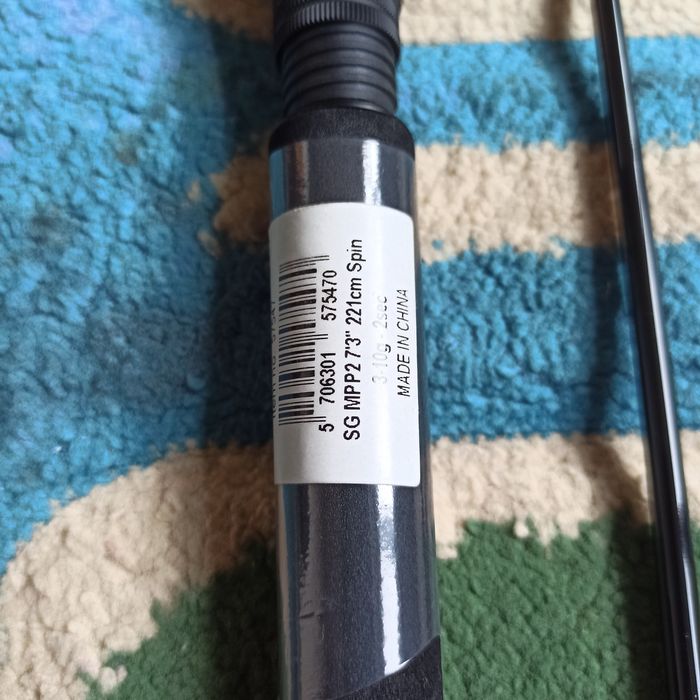 5 706301 575470
SG MPP2 7'3" 221cm Spin
3-10g - 2sec
MADE IN CHINA